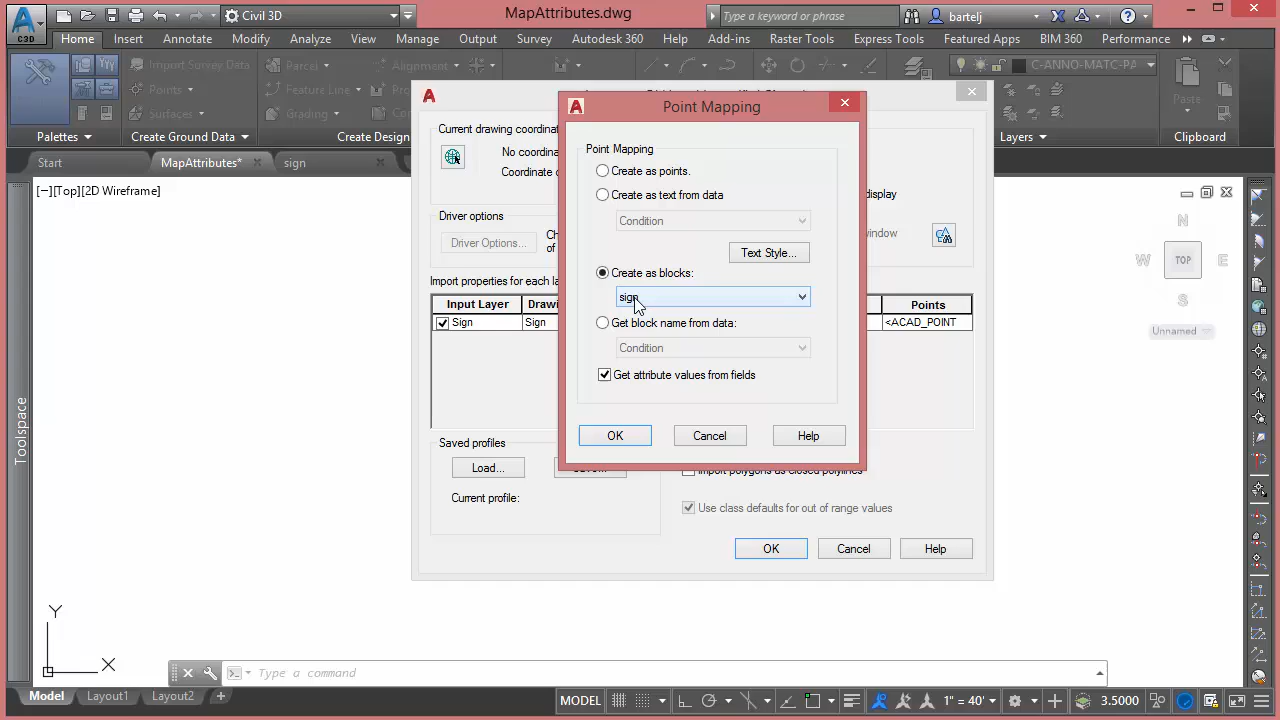 C3D
Civil 3D
MapAttributes.dwg
Type a keyword or phrase
bartelj
Home
Insert
Annotate
Modify
Analyze
View
Manage
Output
Survey
Autodesk 360
Help
Add-ins
Raster Tools
Express Tools
Featured Apps
BIM 360
Performance
Import Survey Data
Points
Surfaces
Parcel
Feature Line
Grading
Alignment
C-ANNO-MATC-PA
Paste
Palettes
Create Ground Data
Create Design
Layers
Clipboard
Start
MapAttributes*
sign
[−][Top][2D Wireframe]
Toolspace
Current drawing coordina
No coordina
Coordinate
Driver options
Driver Options...
display
window
Import properties for each la
Input Layer
Points
Sign
Sign
<ACAD_POINT
Saved profiles
Load...
Current profile:
Import polygons as closed polylines
Use class defaults for out of range values
OK
Cancel
Help
Point Mapping
Point Mapping
Create as points.
Create as text from data
Condition
Text Style...
Create as blocks:
sign
Get block name from data:
Condition
Get attribute values from fields
OK
Cancel
Help
N
W
TOP
E
S
Unnamed
Y
X
Type a command
Model
Layout1
Layout2
MODEL
1" = 40'
3.5000